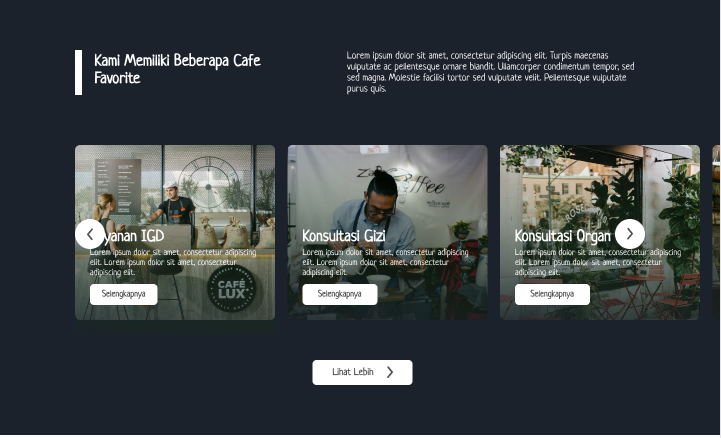 Kami Memiliki Beberapa Cafe
Favorite
Lorem ipsum dolor sit amet, consectetur adipiscing elit. Turpis maecenas
vulputate ac pellentesque ornare blandit. Ullamcorper condimentum tempor, sed
sed magna. Molestie facilisi tortor sed vulputate velit. Pellentesque vulputate
purus quis.
yanan IGD
Lorem ipsum dolor sit amet, consectetur adipiscing
elit. Lorem ipsum dolor sit amet, consectetur
adipiscing elit.
Selengkapnya
CAFÉ
LUX
Konsultasi Gizi
Lorem ipsum dolor sit amet, consectetur adipiscing
elit. Lorem ipsum dolor sit amet, consectetur
adipiscing elit.
Selengkapnya
Konsultasi Organ
Lorem ipsum dolor sit amet, consectetur adipiscing
elit. Lorem ipsum dolor sit amet, consectetur
adipiscing elit.
Selengkapnya
Lihat Lebih